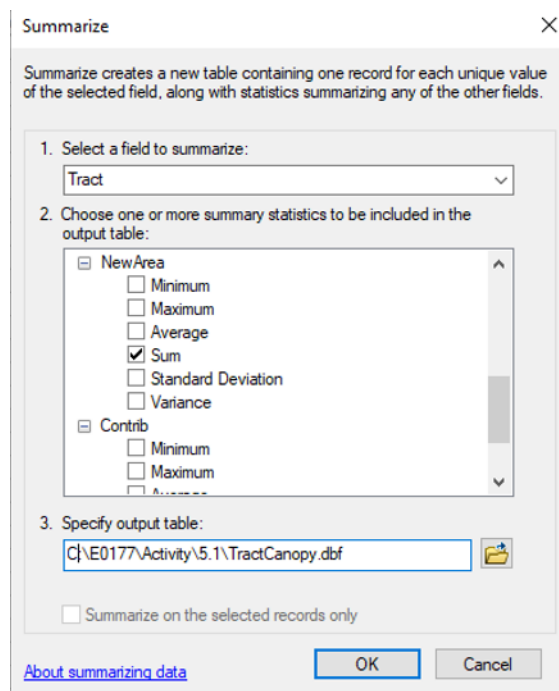 Summarize
Summarize creates a new table containing one record for each unique value
of the selected field, along with statistics summarizing any of the other fields.
1. Select a field to summarize:
Tract
2. Choose one or more summary statistics to be included in the
output table:
NewArea
Minimum
Maximum
Average
Sum
Standard Deviation
Variance
Contrib
Minimum
Maximum
3. Specify output table:
C:\E0177\Activity\5.1\TractCanopy.dbf
Summarize on the selected records only
About summarizing data
OK
Cancel